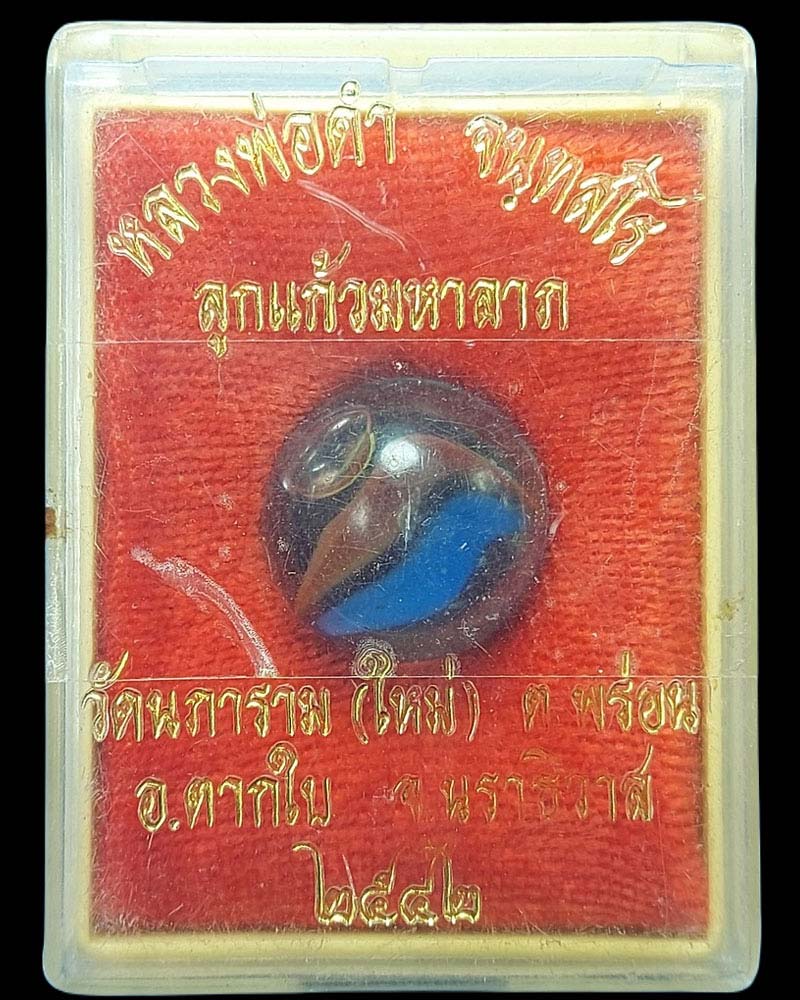 หลวงพ่อดำ จนฺทสโร
ลูกแก้วมหาลาภ
วัดนภาราม (ใหม่) ต.พร่อน
อ.ตากใบ จ.นราธิวาส
๒๕๔๒